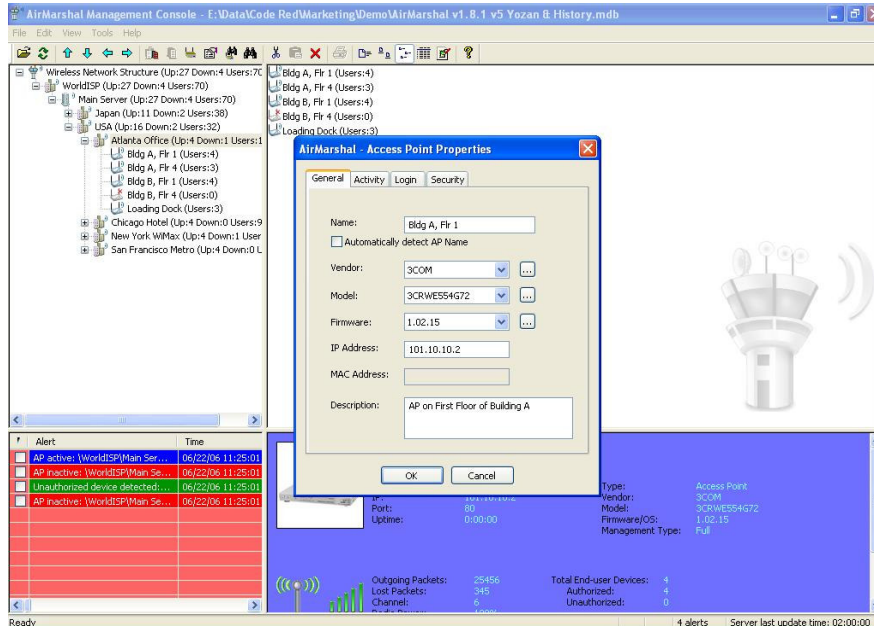 AirMarshal Management Console - E:\Data\Code Red\Marketing\Demo\AirMarshal v1.8.1 v5 Yozan & History.mdb
File Edit View Tools Help
Wireless Network Structure (Up:27 Down:4 Users:70
WorldISP (Up:27 Down:4 Users:70)
Main Server (Up:27 Down:4 Users:70)
Japan (Up:11 Down:2 Users:38)
USA (Up:16 Down:2 Users:32)
Atlanta Office (Up:4 Down:1 Users:1
Bldg A, Flr 1 (Users:4)
Bldg A, Flr 4 (Users:3)
Bldg B, Flr 1 (Users:4)
Bldg B, Flr 4 (Users:0)
Loading Dock (Users:3)
Chicago Hotel (Up:4 Down:0 Users:9
New York WiMax (Up:4 Down:1 User
San Francisco Metro (Up:4 Down:0 L
Bldg A, Flr 1 (Users:4)
Bldg A, Flr 4 (Users:3)
Bldg B, Flr 1 (Users:4)
Bldg B, Flr 4 (Users:0)
Loading Dock (Users:3)
AirMarshal - Access Point Properties
General Activity Login Security
Name: Bldg A, Flr 1
Automatically detect AP Name
Vendor: 3COM ...
Model: 3CRWE554G72 ...
Firmware: 1.02.15 ...
IP Address: 101.10.10.2
MAC Address:
Description: AP on First Floor of Building A
OK Cancel
! Alert Time
AP active: \WorldISP\Main Ser... 06/22/06 11:25:01
AP inactive: \WorldISP\Main Se... 06/22/06 11:25:01
Unauthorized device detected:... 06/22/06 11:25:01
AP inactive: \WorldISP\Main Se... 06/22/06 11:25:01
IP: 101.10.10.2
Port: 80
Uptime: 0:00:00
Type: Access Point
Vendor: 3COM
Model: 3CRWE554G72
Firmware/OS: 1.02.15
Management Type: Full
Outgoing Packets: 25456
Lost Packets: 345
Channel: 6
Total End-user Devices: 4
Authorized: 4
Unauthorized: 0
Ready
4 alerts
Server last update time: 02:00:00